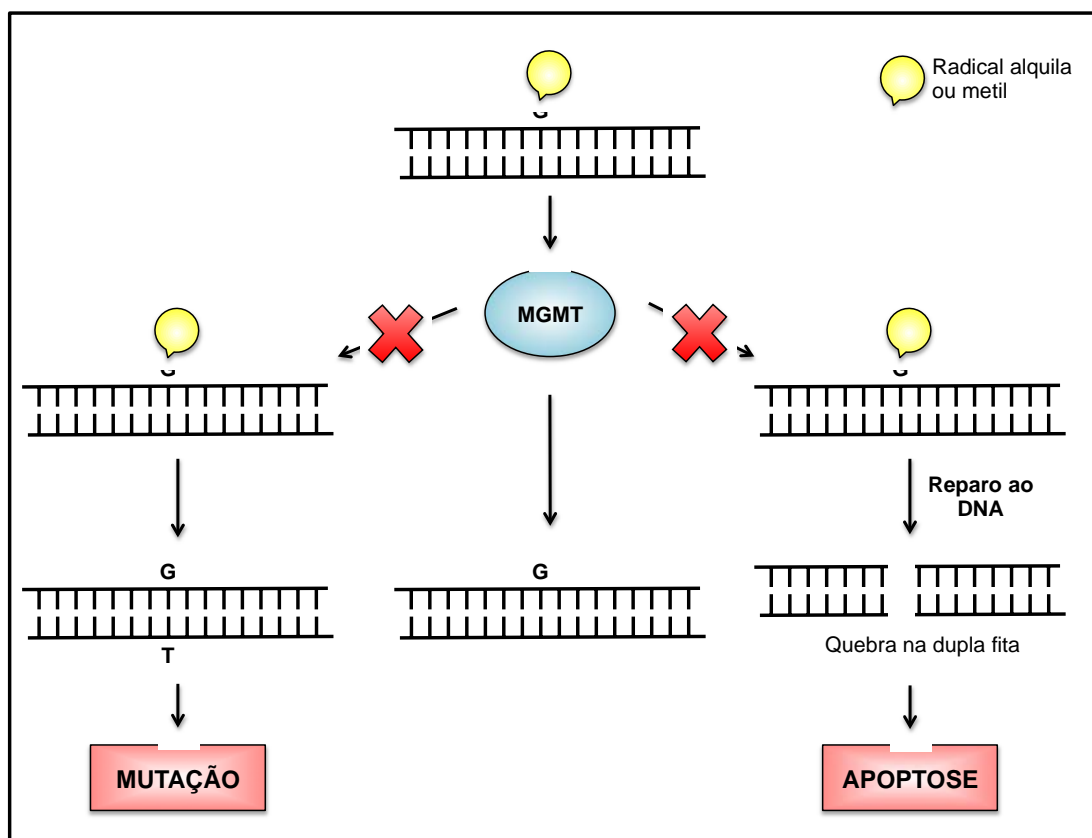 Radical alquila
ou metil
G
MGMT
G
G
Reparo ao
DNA
G
G
T
Quebra na dupla fita
MUTAÇÃO
APOPTOSE